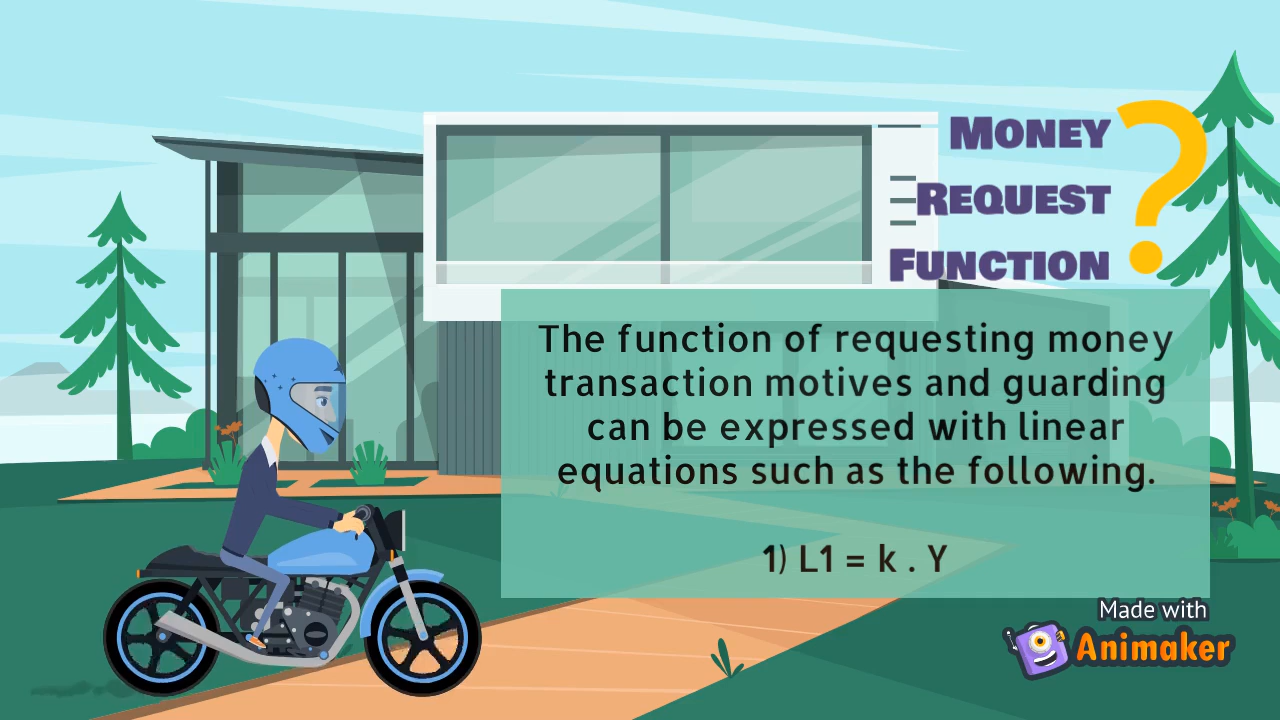 Money
Request
Function
?
The function of requesting money
transaction motives and guarding
can be expressed with linear
equations such as the following.
1) L1 = k . Y
Made with
Animaker